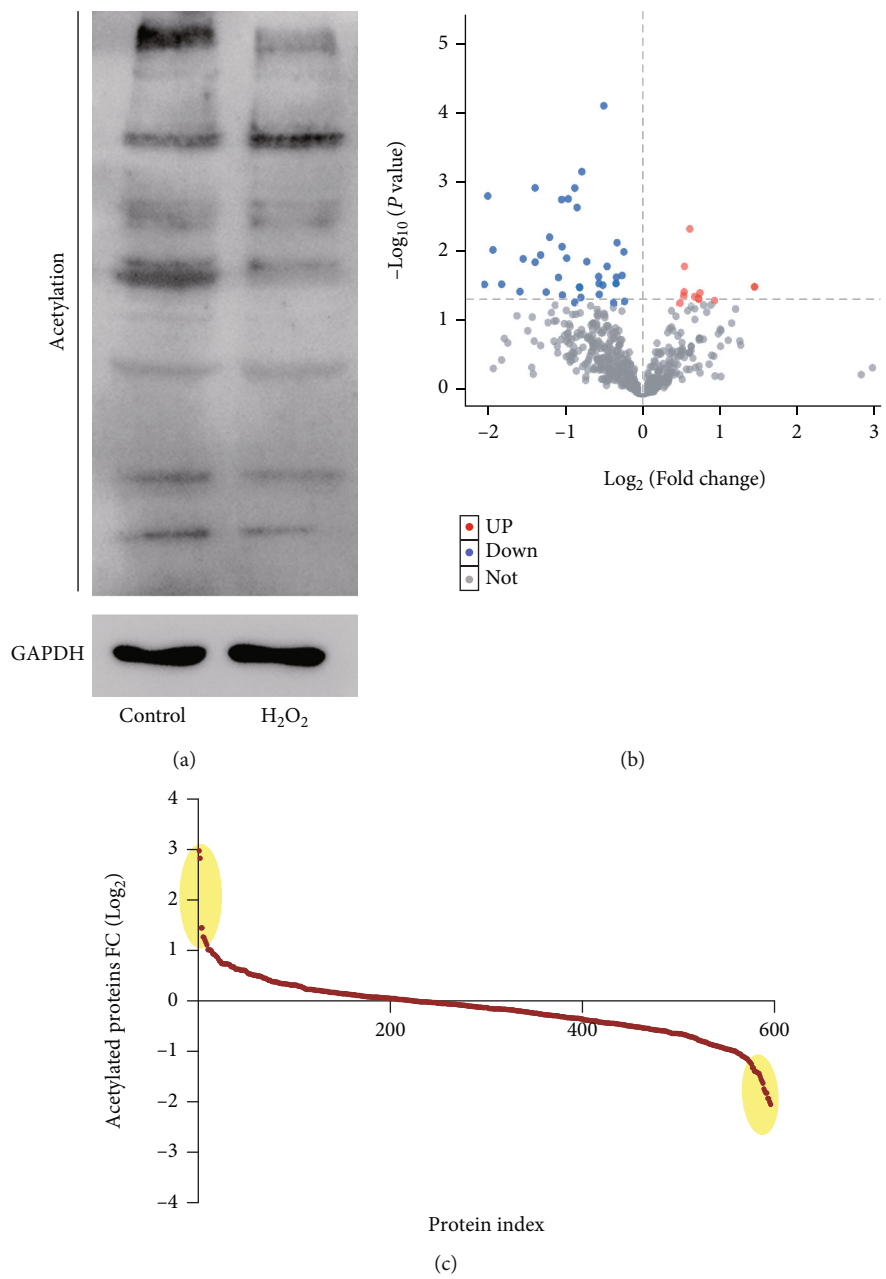 Acetylation
GAPDH
Control
H₂O₂
(a)
5
4
3
2
1
0
–Log₁₀ (P value)
–2
–1
0
1
2
3
Log₂ (Fold change)
UP
Down
Not
(b)
4
3
2
1
0
–1
–2
–3
–4
Acetylated proteins FC (Log₂)
200
400
600
Protein index
(c)